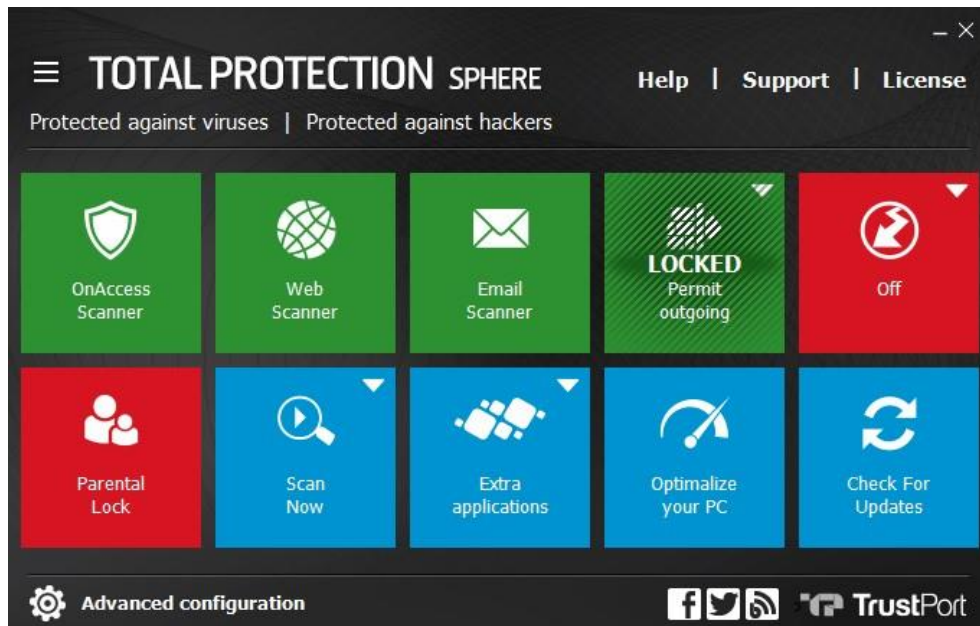 TOTAL PROTECTION SPHERE
Help | Support | License
Protected against viruses | Protected against hackers
OnAccess
Scanner
Web
Scanner
Email
Scanner
LOCKED
Permit
outgoing
Off
Parental
Lock
Scan
Now
Extra
applications
Optimalize
your PC
Check For
Updates
Advanced configuration
TrustPort